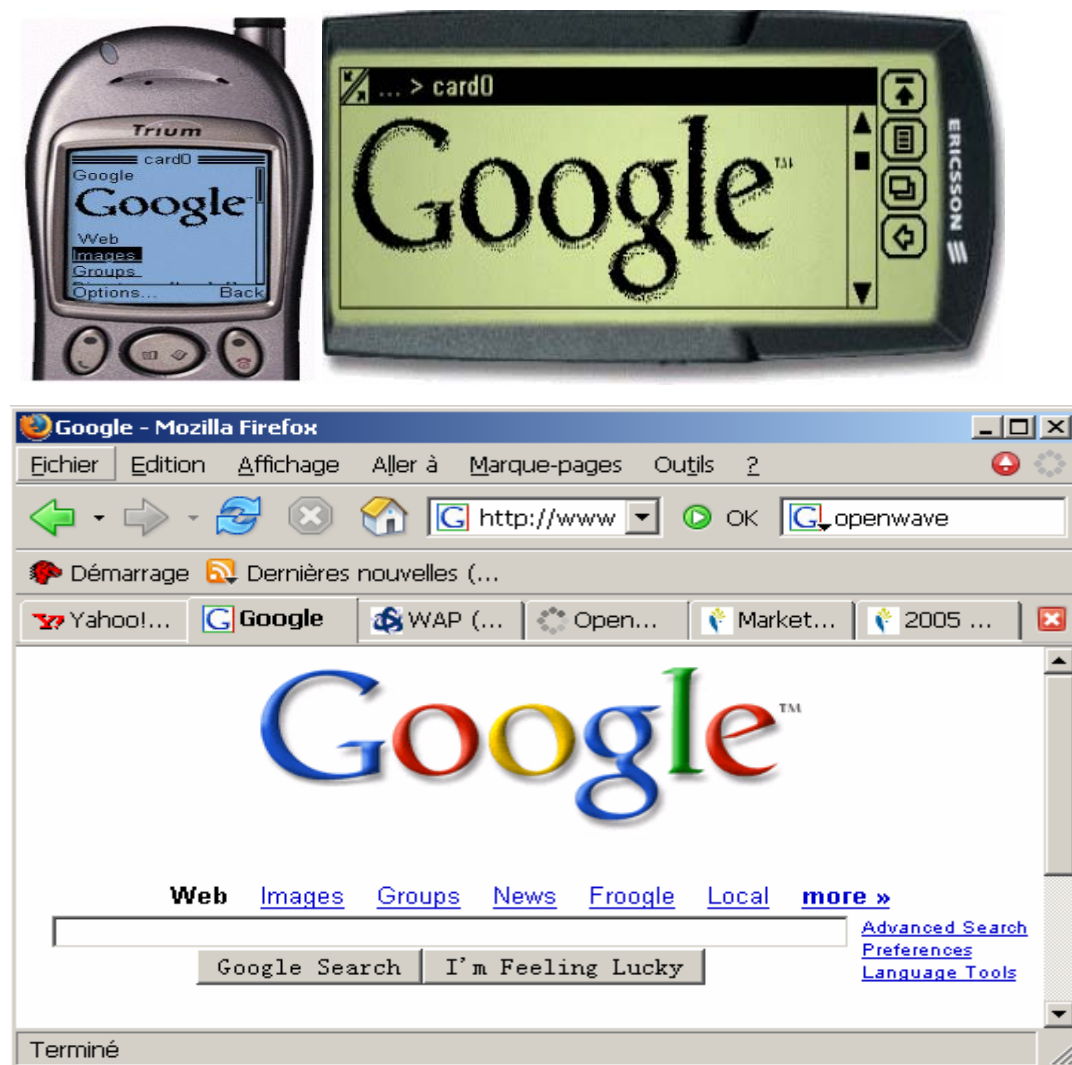 Trium
card0
Google
Google
Web
Images
Groups
Options... Back
... > card0
Google™
ERICSSON
Google - Mozilla Firefox
Fichier Edition Affichage Aller à Marque-pages Outils ?
G http://www OK G openwave
Démarrage Dernières nouvelles (...
Yahoo!... G Google WAP (... Open... Market... 2005 ...
Google™
Web Images Groups News Froogle Local more »
Advanced Search
Preferences
Language Tools
Google Search I'm Feeling Lucky
Terminé